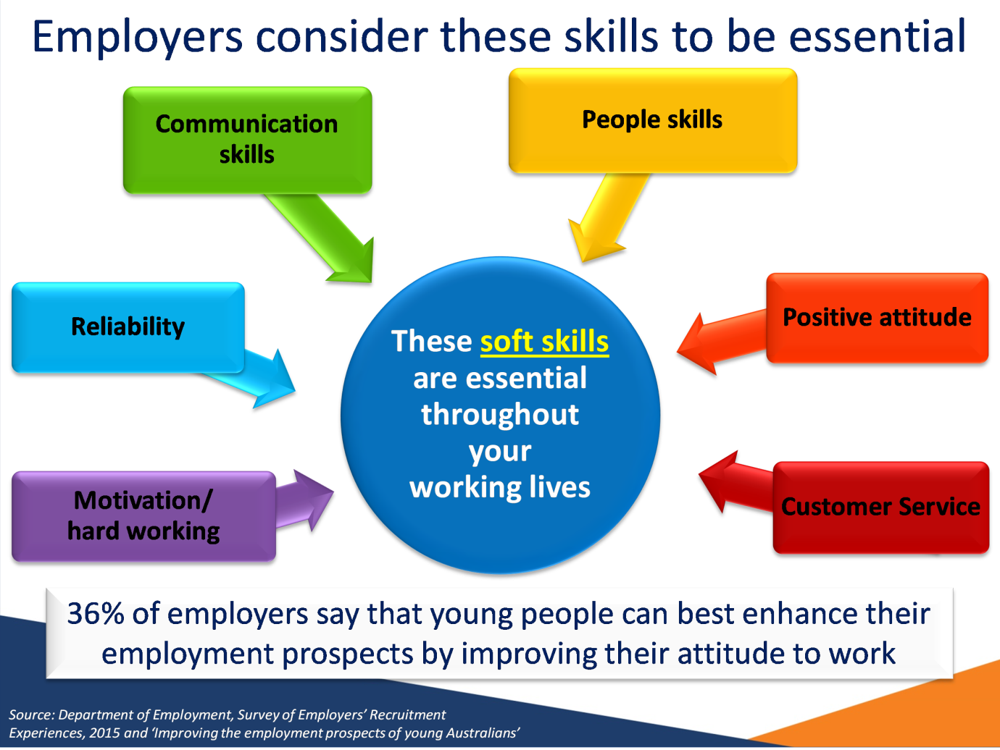 Employers consider these skills to be essential
Communication
skills
People skills
Reliability
Positive attitude
These soft skills
are essential
throughout
your
working lives
Motivation/
hard working
Customer Service
36% of employers say that young people can best enhance their
employment prospects by improving their attitude to work
Source: Department of Employment, Survey of Employers’ Recruitment
Experiences, 2015 and ‘Improving the employment prospects of young Australians’